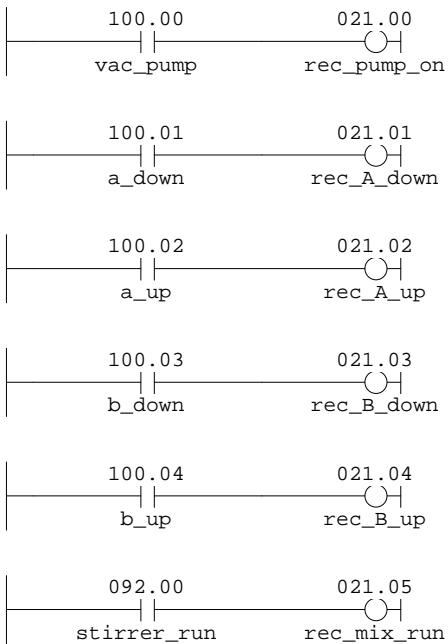 100.00 021.00
vac_pump rec_pump_on
100.01 021.01
a_down rec_A_down
100.02 021.02
a_up rec_A_up
100.03 021.03
b_down rec_B_down
100.04 021.04
b_up rec_B_up
092.00 021.05
stirrer_run rec_mix_run